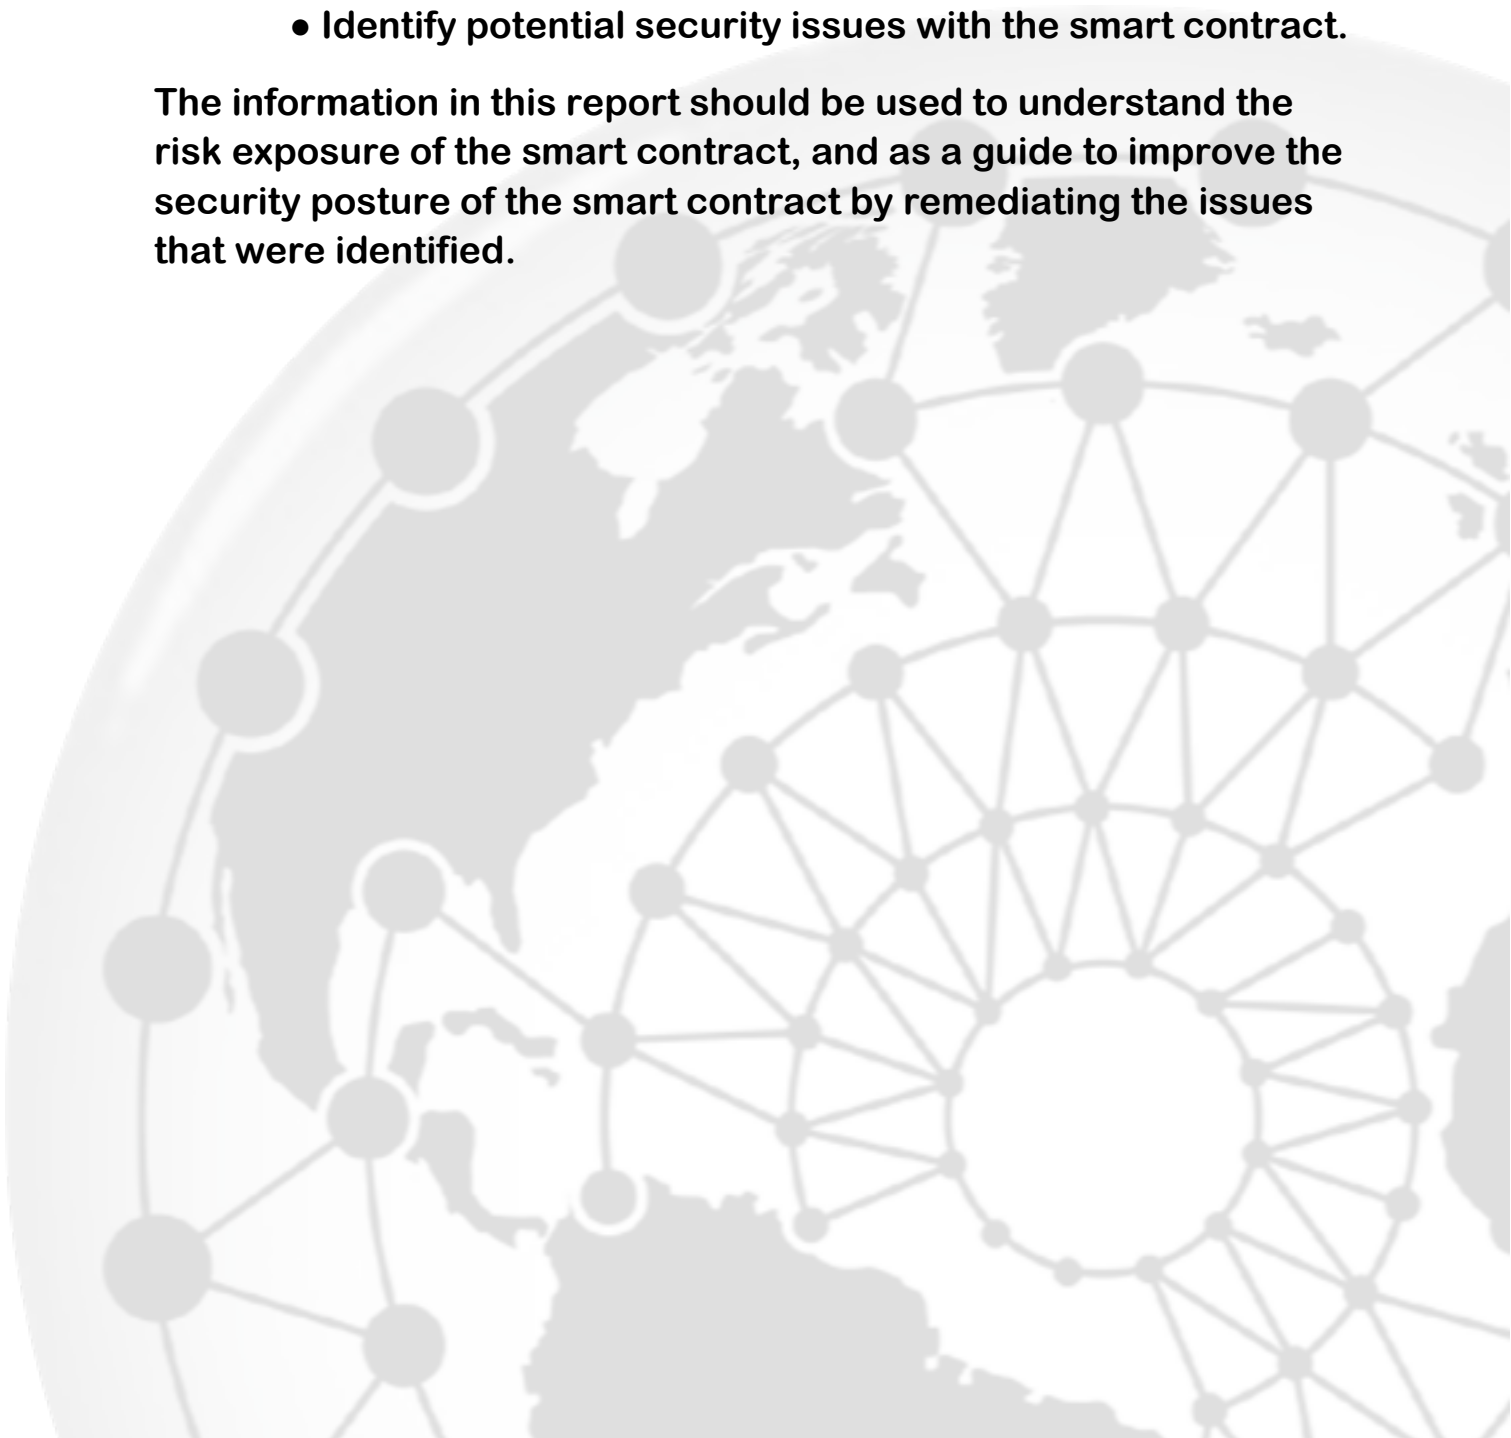 ● Identify potential security issues with the smart contract.
The information in this report should be used to understand the
risk exposure of the smart contract, and as a guide to improve the
security posture of the smart contract by remediating the issues
that were identified.